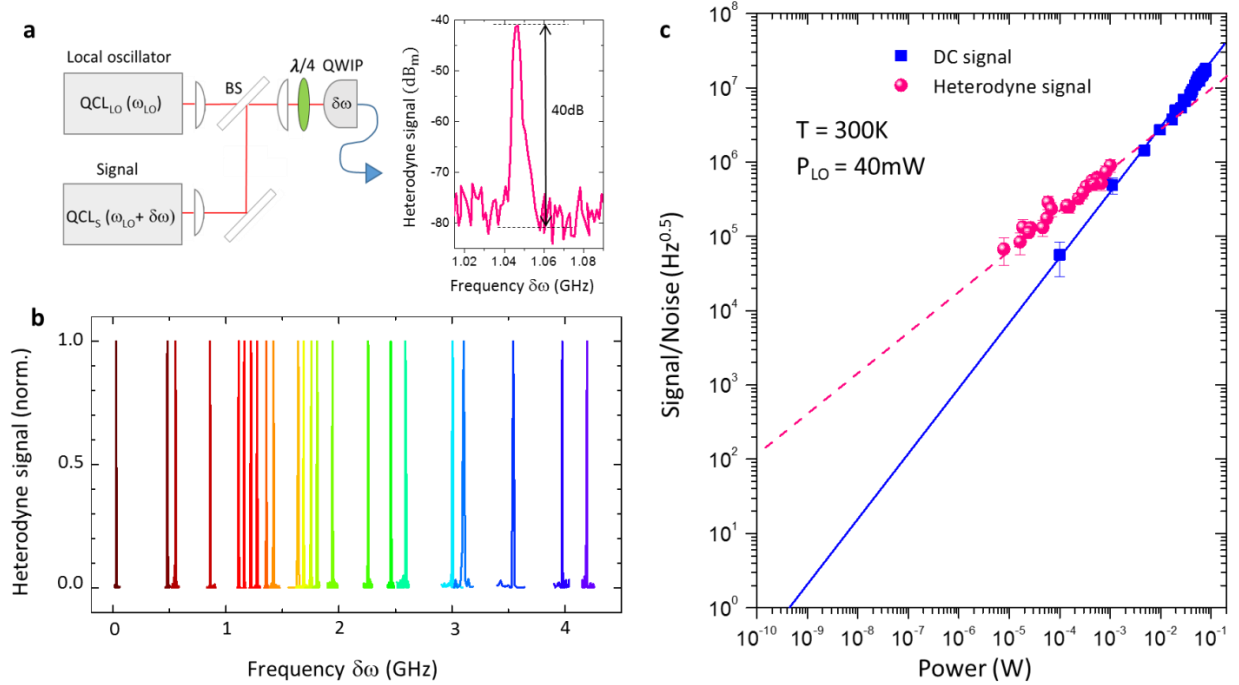 a
Local oscillator
QCL_LO (ω_LO)
BS
λ/4
QWIP
δω
Signal
QCL_S (ω_LO + δω)
Heterodyne signal (dB_m)
-40
-50
-60
-70
-80
40dB
1.02 1.04 1.06 1.08
Frequency δω (GHz)
b
Heterodyne signal (norm.)
1.0
0.5
0.0
0 1 2 3 4
Frequency δω (GHz)
c
Signal/Noise (Hz^0.5)
10^8
10^7
10^6
10^5
10^4
10^3
10^2
10^1
10^0
DC signal
Heterodyne signal
T = 300K
P_LO = 40mW
10^-10 10^-9 10^-8 10^-7 10^-6 10^-5 10^-4 10^-3 10^-2 10^-1
Power (W)